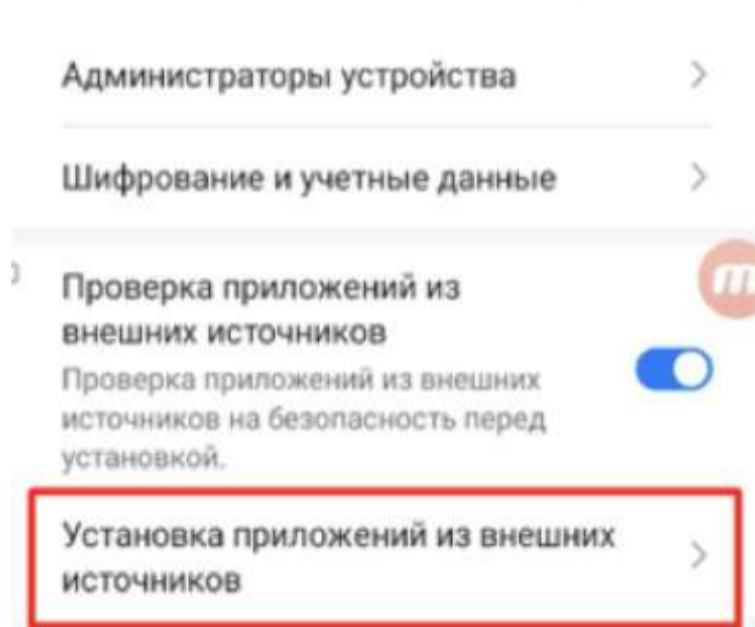 Администраторы устройства
Шифрование и учетные данные
Проверка приложений из
внешних источников
Проверка приложений из внешних
источников на безопасность перед
установкой.
Установка приложений из внешних
источников